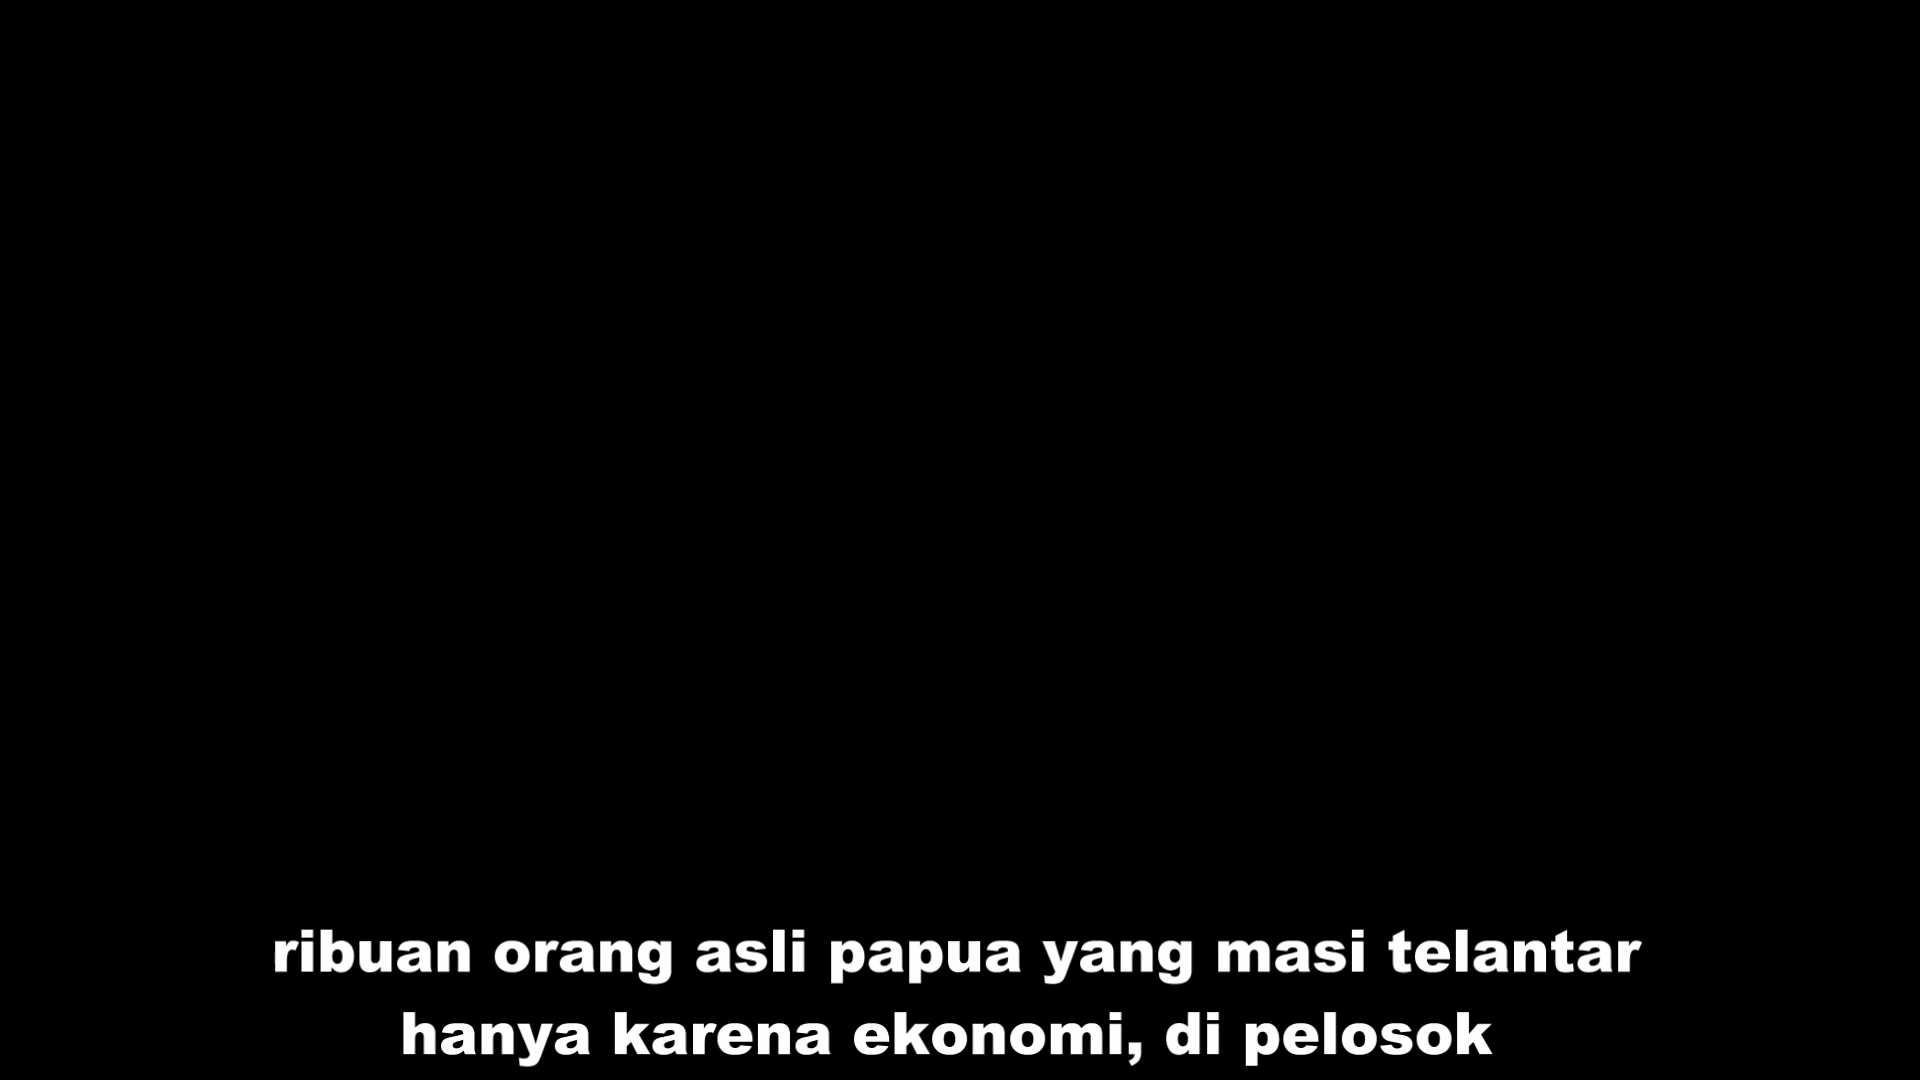 ribuan orang asli papua yang masi telantar
hanya karena ekonomi, di pelosok